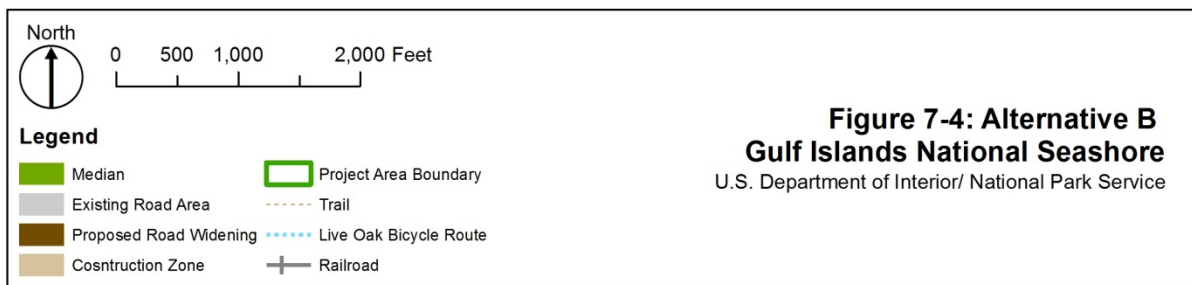 North
0 500 1,000 2,000 Feet
Legend
Median
Existing Road Area
Proposed Road Widening
Cosntruction Zone
Project Area Boundary
Trail
Live Oak Bicycle Route
Railroad
Figure 7-4: Alternative B
Gulf Islands National Seashore
U.S. Department of Interior/ National Park Service